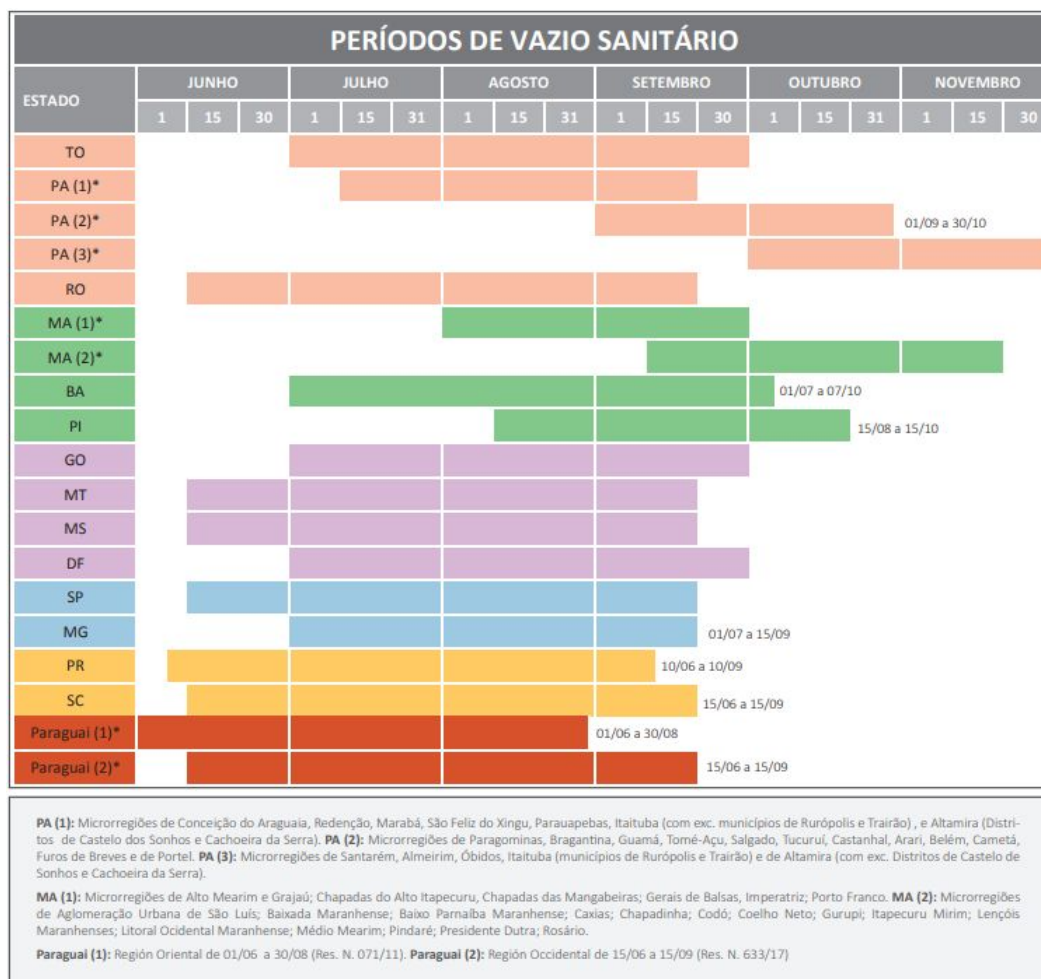 PERÍODOS DE VAZIO SANITÁRIO
ESTADO JUNHO JULHO AGOSTO SETEMBRO OUTUBRO NOVEMBRO
1 15 30 1 15 31 1 15 31 1 15 30 1 15 31 1 15 30
TO
PA (1)*
PA (2)* 01/09 a 30/10
PA (3)*
RO
MA (1)*
MA (2)*
BA 01/07 a 07/10
PI 15/08 a 15/10
GO
MT
MS
DF
SP
MG 01/07 a 15/09
PR 10/06 a 10/09
SC 15/06 a 15/09
Paraguai (1)* 01/06 a 30/08
Paraguai (2)* 15/06 a 15/09
PA (1): Microrregiões de Conceição do Araguaia, Redenção, Marabá, São Feliz do Xingu, Parauapebas, Itaituba (com exc. municípios de Rurópolis e Trairão) , e Altamira (Distri-
tos de Castelo dos Sonhos e Cachoeira da Serra). PA (2): Microrregiões de Paragominas, Bragantina, Guamá, Tomé-Açu, Salgado, Tucuruí, Castanhal, Arari, Belém, Cametá,
Furos de Breves e de Portel. PA (3): Microrregiões de Santarém, Almeirim, Óbidos, Itaituba (municípios de Rurópolis e Trairão) e de Altamira (com exc. Distritos de Castelo de
Sonhos e Cachoeira da Serra).
MA (1): Microrregiões de Alto Mearim e Grajaú; Chapadas do Alto Itapecuru, Chapadas das Mangabeiras; Gerais de Balsas, Imperatriz; Porto Franco. MA (2): Microrregiões
de Aglomeração Urbana de São Luís; Baixada Maranhense; Baixo Parnaíba Maranhense; Caxias; Chapadinha; Codó; Coelho Neto; Gurupi; Itapecuru Mirim; Lençóis
Maranhenses; Litoral Ocidental Maranhense; Médio Mearim; Pindaré; Presidente Dutra; Rosário.
Paraguai (1): Región Oriental de 01/06 a 30/08 (Res. N. 071/11). Paraguai (2): Región Occidental de 15/06 a 15/09 (Res. N. 633/17)